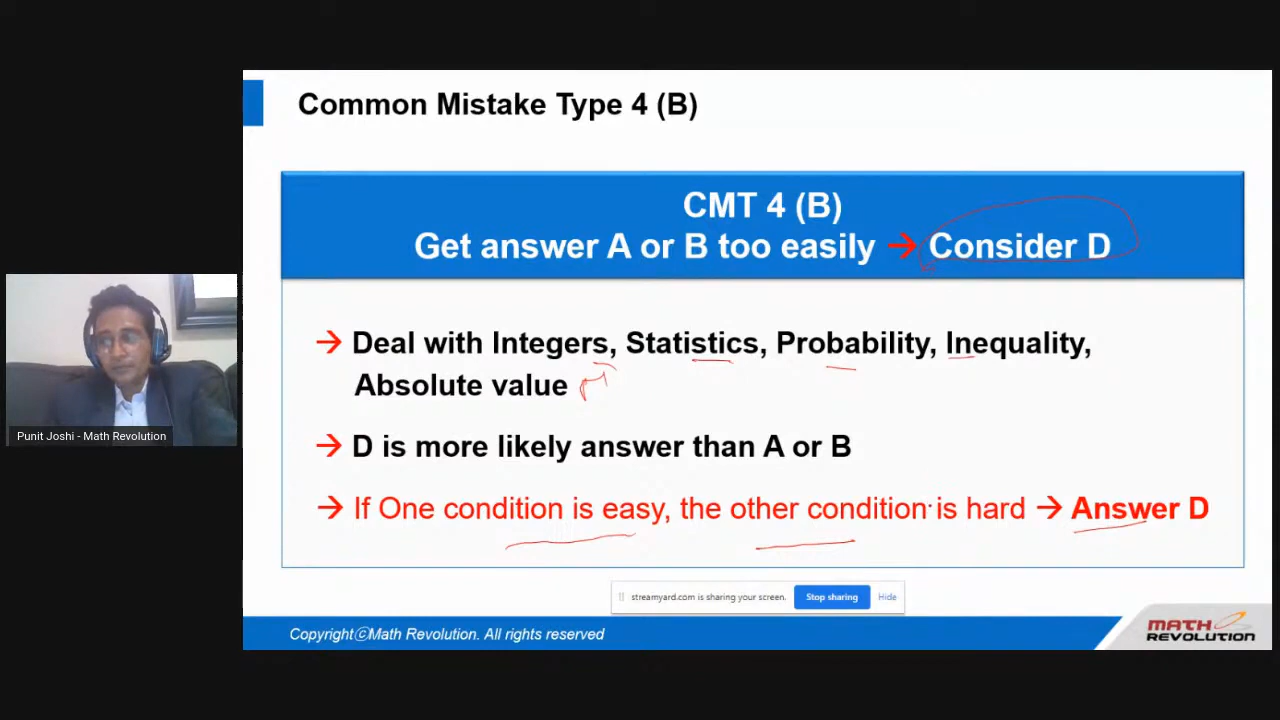 Common Mistake Type 4 (B)
CMT 4 (B)
Get answer A or B too easily → Consider D
→ Deal with Integers, Statistics, Probability, Inequality,
Absolute value
→ D is more likely answer than A or B
→ If One condition is easy, the other condition is hard → Answer D
Punit Joshi - Math Revolution
streamyard.com is sharing your screen.
Stop sharing
Hide
CopyrightⓒMath Revolution. All rights reserved
MATH
REVOLUTION